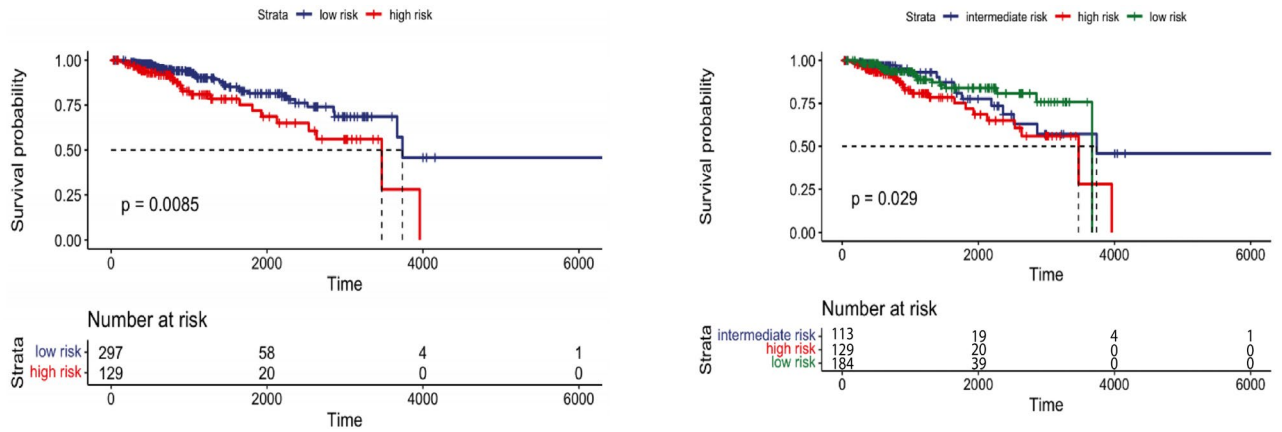 Strata low risk high risk
Survival probability
1.00
0.75
0.50
0.25
0.00
p = 0.0085
0 2000 4000 6000
Time
Number at risk
Strata
low risk 297 58 4 1
high risk 129 20 0 0
0 2000 4000 6000
Time
Strata intermediate risk high risk low risk
Survival probability
1.00
0.75
0.50
0.25
0.00
p = 0.029
0 2000 4000 6000
Time
Number at risk
Strata
intermediate risk 113 19 4 1
high risk 129 20 0 0
low risk 184 39 0 0
0 2000 4000 6000
Time